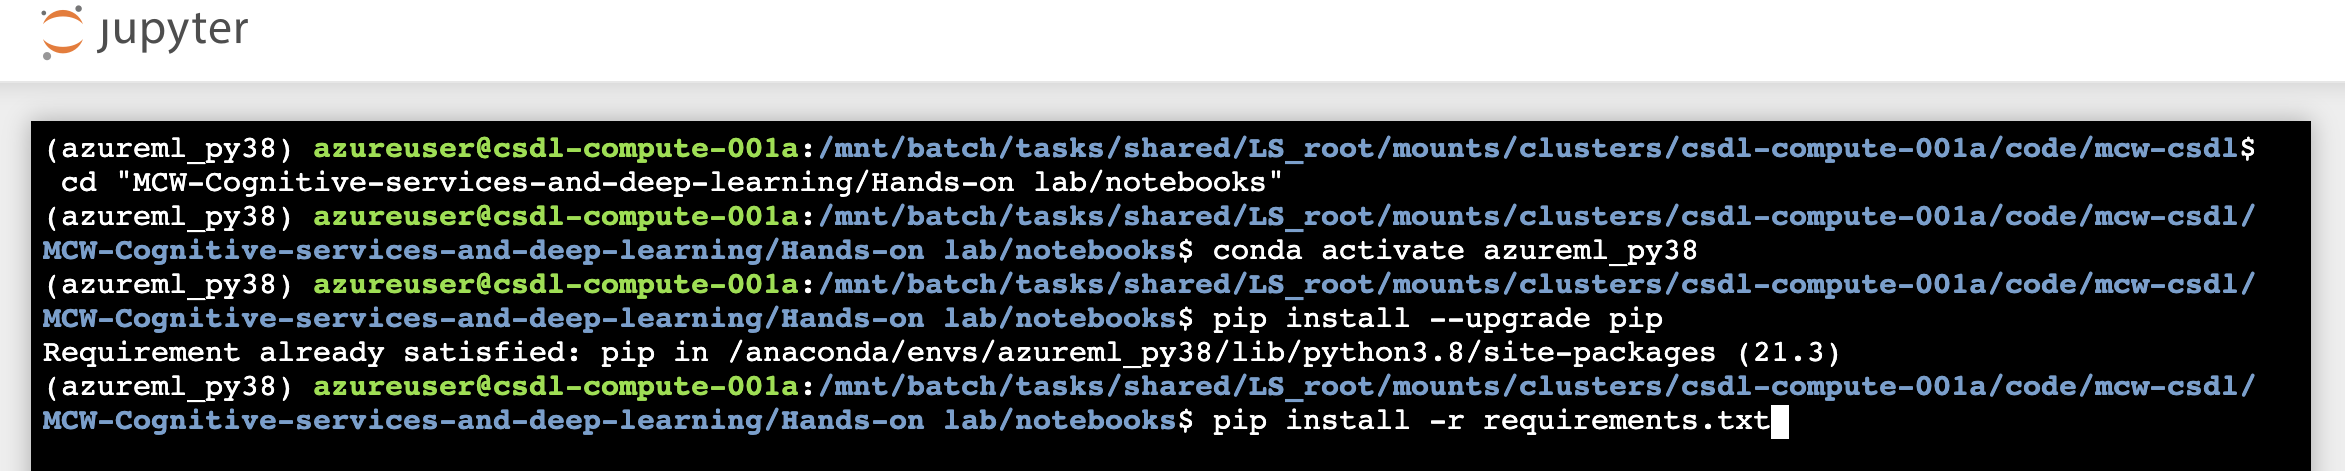 jupyter
(azureml_py38) azureuser@csdl-compute-001a:/mnt/batch/tasks/shared/LS_root/mounts/clusters/csdl-compute-001a/code/mcw-csdl$
cd "MCW-Cognitive-services-and-deep-learning/Hands-on lab/notebooks"
(azureml_py38) azureuser@csdl-compute-001a:/mnt/batch/tasks/shared/LS_root/mounts/clusters/csdl-compute-001a/code/mcw-csdl/
MCW-Cognitive-services-and-deep-learning/Hands-on lab/notebooks$ conda activate azureml_py38
(azureml_py38) azureuser@csdl-compute-001a:/mnt/batch/tasks/shared/LS_root/mounts/clusters/csdl-compute-001a/code/mcw-csdl/
MCW-Cognitive-services-and-deep-learning/Hands-on lab/notebooks$ pip install --upgrade pip
Requirement already satisfied: pip in /anaconda/envs/azureml_py38/lib/python3.8/site-packages (21.3)
(azureml_py38) azureuser@csdl-compute-001a:/mnt/batch/tasks/shared/LS_root/mounts/clusters/csdl-compute-001a/code/mcw-csdl/
MCW-Cognitive-services-and-deep-learning/Hands-on lab/notebooks$ pip install -r requirements.txt